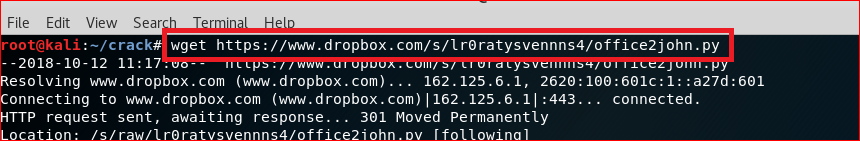 File Edit View Search Terminal Help
root@kali:~/crack# wget https://www.dropbox.com/s/lr0ratysvennns4/office2john.py
--2018-10-12 11:17:08-- https://www.dropbox.com/s/lr0ratysvennns4/office2john.py
Resolving www.dropbox.com (www.dropbox.com)... 162.125.6.1, 2620:100:601c:1::a27d:601
Connecting to www.dropbox.com (www.dropbox.com)|162.125.6.1|:443... connected.
HTTP request sent, awaiting response... 301 Moved Permanently
Location: /s/raw/lr0ratysvennns4/office2john.py [following]